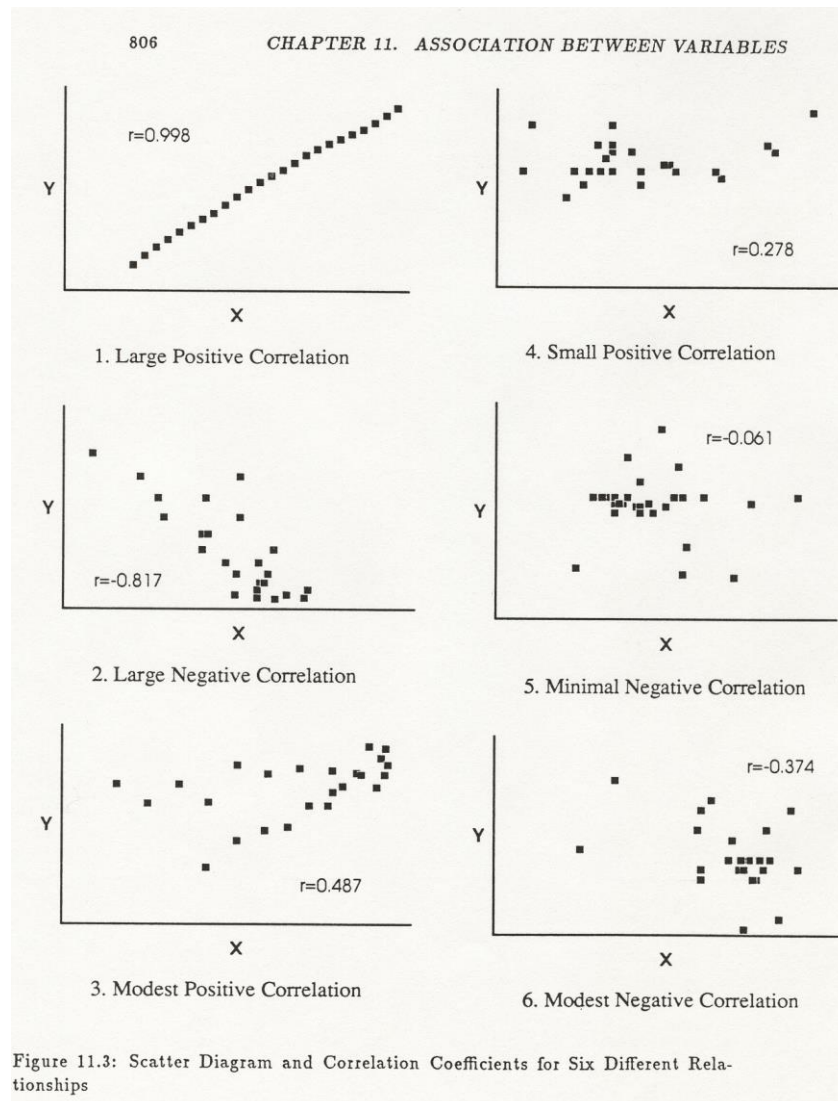 806 CHAPTER 11. ASSOCIATION BETWEEN VARIABLES
r=0.998
Y
X
1. Large Positive Correlation
r=0.278
X
4. Small Positive Correlation
Y
r=-0.817
X
2. Large Negative Correlation
r=-0.061
Y
X
5. Minimal Negative Correlation
Y
r=0.487
X
3. Modest Positive Correlation
r=-0.374
Y
X
6. Modest Negative Correlation
Figure 11.3: Scatter Diagram and Correlation Coefficients for Six Different Rela-
tionships